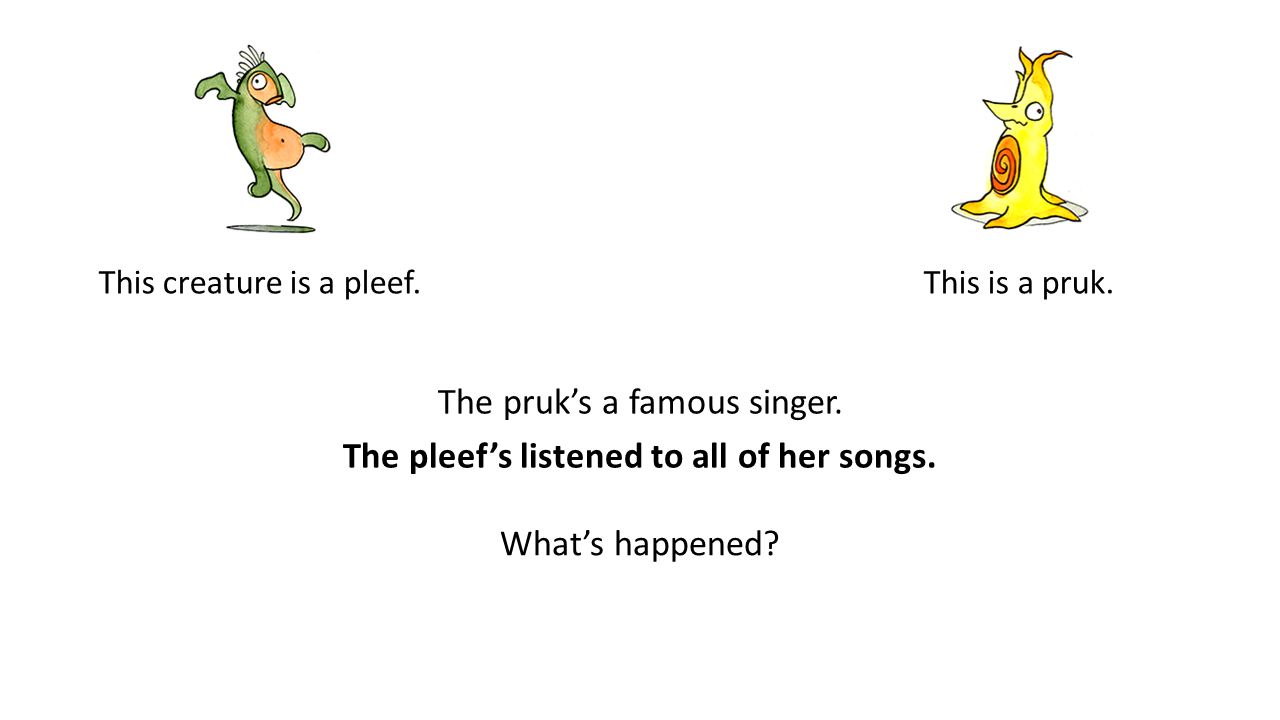 This creature is a pleef.
This is a pruk.
The pruk’s a famous singer.
The pleef’s listened to all of her songs.
What’s happened?